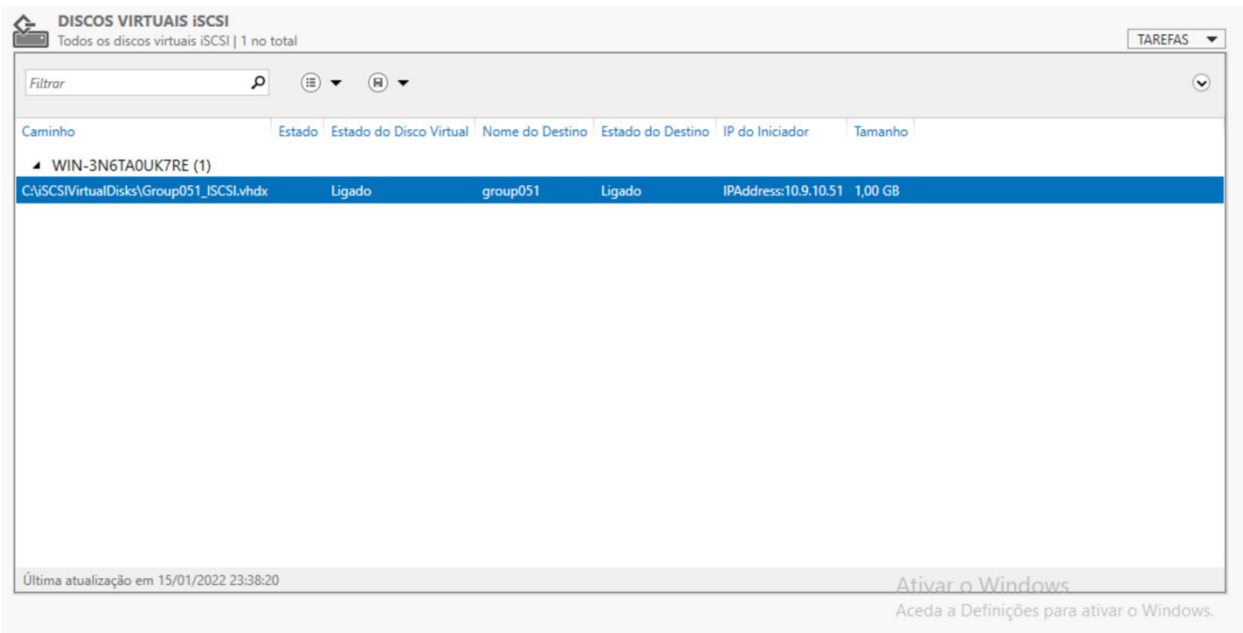 DISCOS VIRTUAIS iSCSI
Todos os discos virtuais iSCSI | 1 no total
TAREFAS
Filtrar
Caminho Estado Estado do Disco Virtual Nome do Destino Estado do Destino IP do Iniciador Tamanho
WIN-3N6TA0UK7RE (1)
C:\iSCSIVirtualDisks\Group051_ISCSI.vhdx Ligado group051 Ligado IPAddress:10.9.10.51 1,00 GB
Última atualização em 15/01/2022 23:38:20
Ativar o Windows
Aceda a Definições para ativar o Windows.